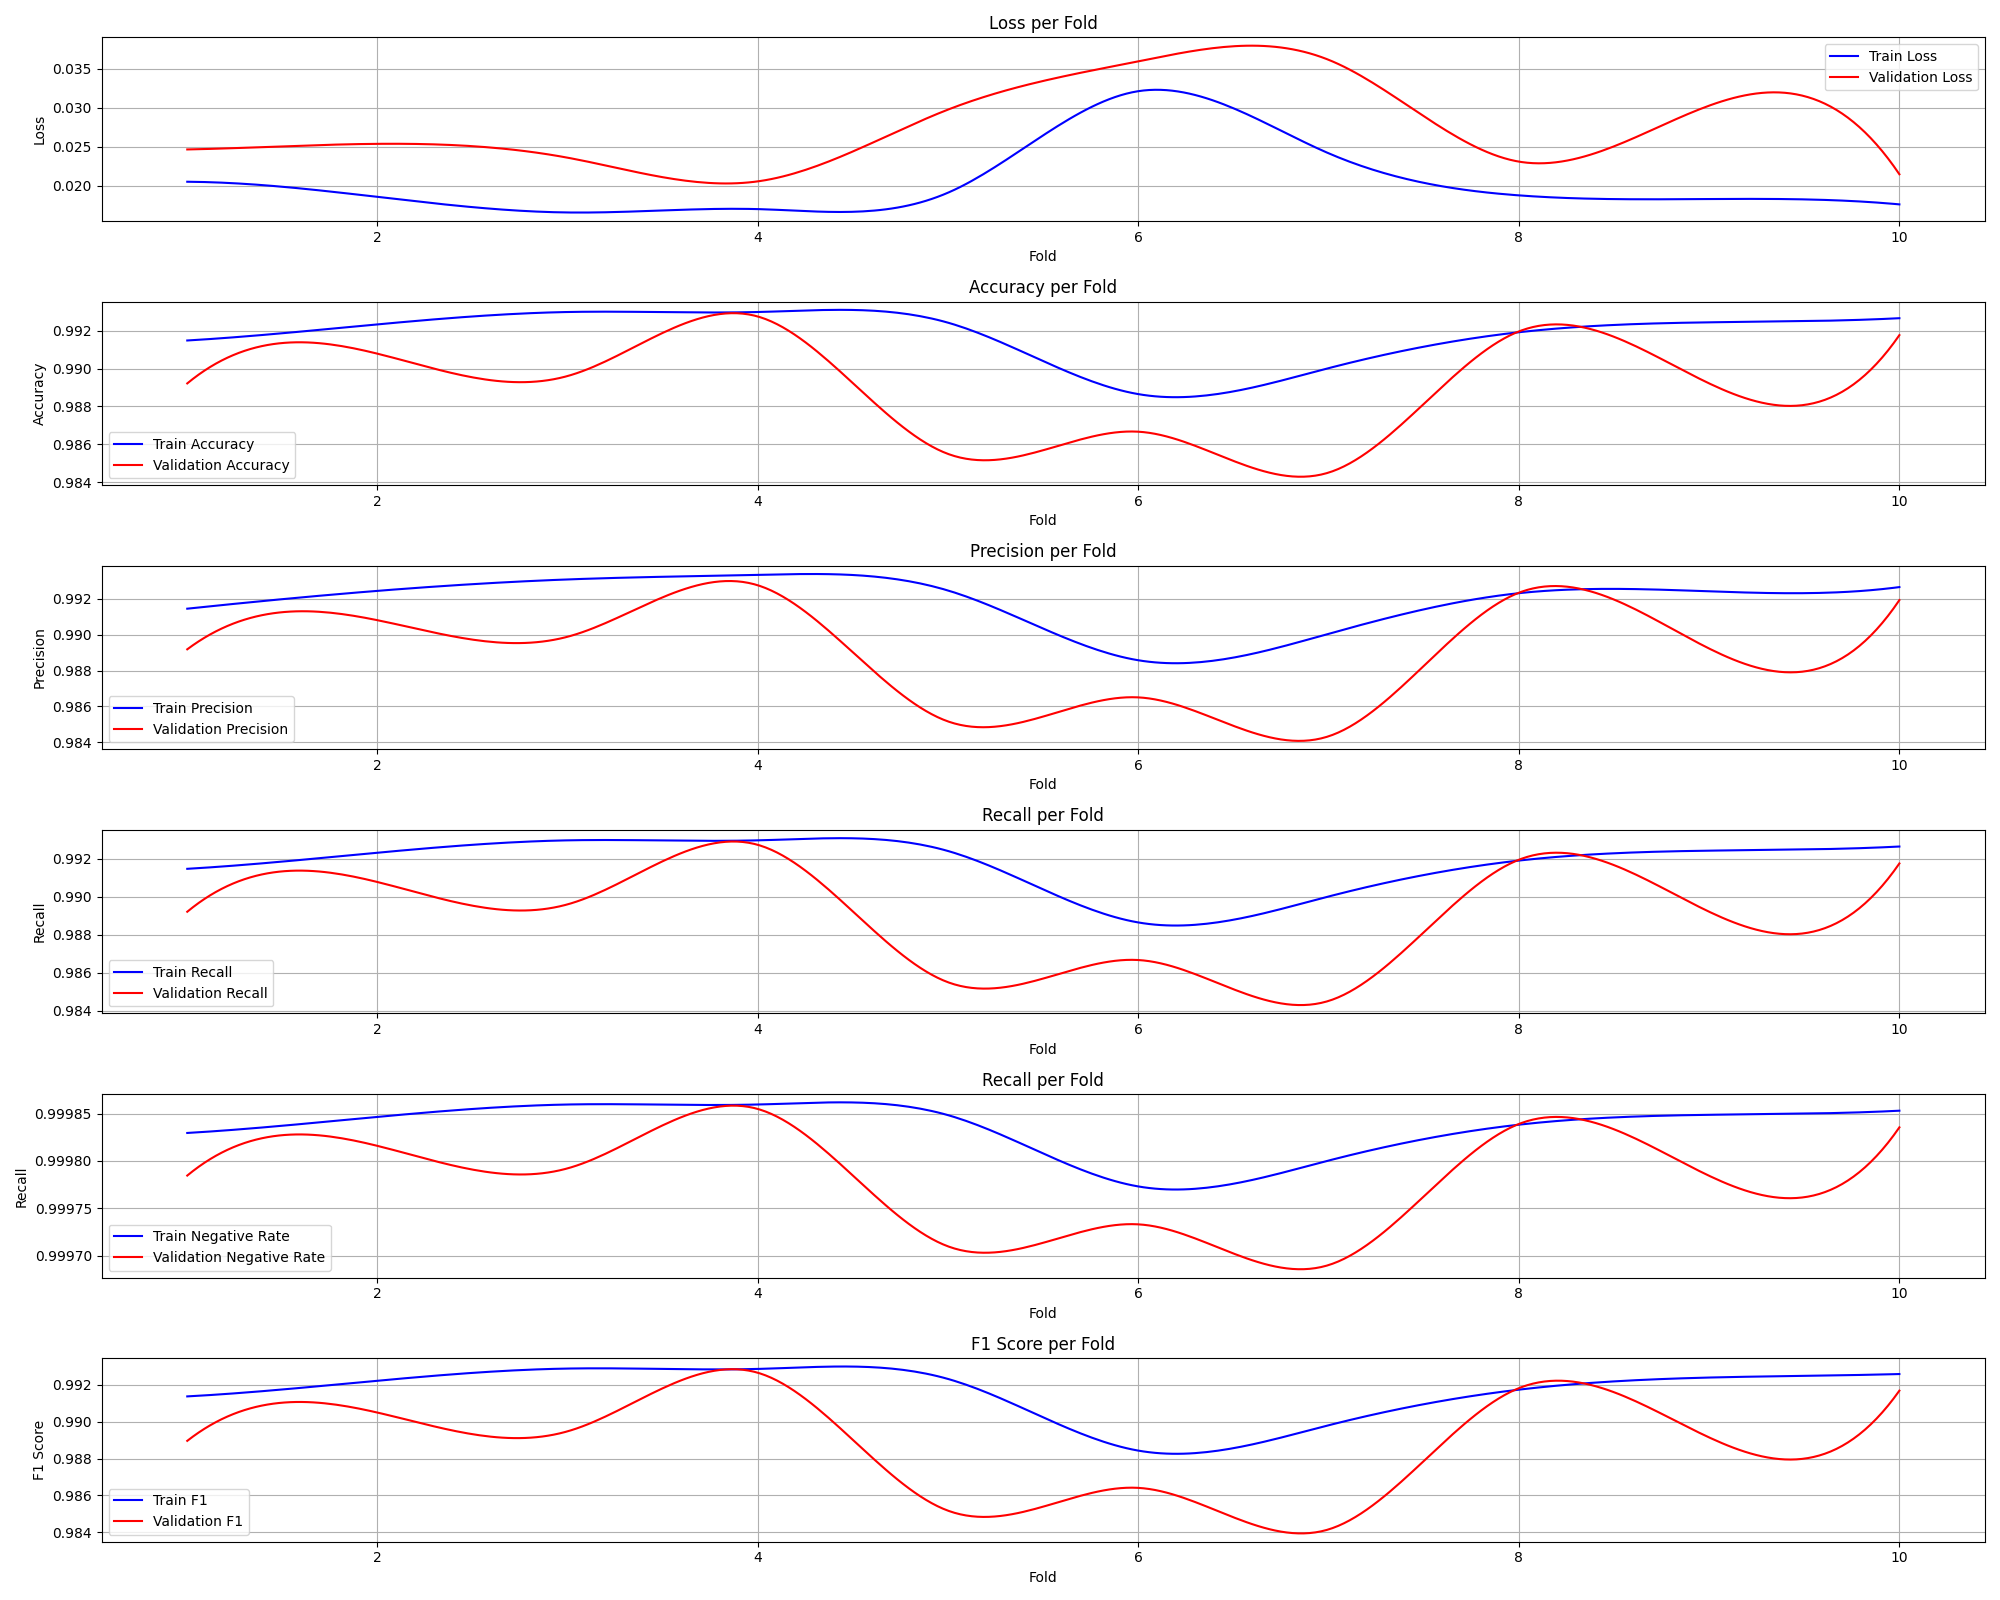 Loss per Fold
0.035
0.030
0.025
0.020
Loss
Train Loss
Validation Loss
2 4 6 8 10
Fold
Accuracy per Fold
0.992
0.990
0.988
0.986
0.984
Accuracy
Train Accuracy
Validation Accuracy
2 4 6 8 10
Fold
Precision per Fold
0.992
0.990
0.988
0.986
0.984
Precision
Train Precision
Validation Precision
2 4 6 8 10
Fold
Recall per Fold
0.992
0.990
0.988
0.986
0.984
Recall
Train Recall
Validation Recall
2 4 6 8 10
Fold
Recall per Fold
0.99985
0.99980
0.99975
0.99970
Recall
Train Negative Rate
Validation Negative Rate
2 4 6 8 10
Fold
F1 Score per Fold
0.992
0.990
0.988
0.986
0.984
F1 Score
Train F1
Validation F1
2 4 6 8 10
Fold